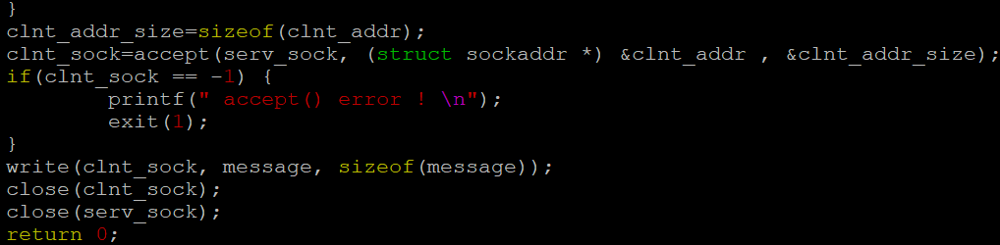 }
clnt_addr_size=sizeof(clnt_addr);
clnt_sock=accept(serv_sock, (struct sockaddr *) &clnt_addr , &clnt_addr_size);
if(clnt_sock == -1) {
        printf(" accept() error ! \n");
        exit(1);
}
write(clnt_sock, message, sizeof(message));
close(clnt_sock);
close(serv_sock);
return 0;